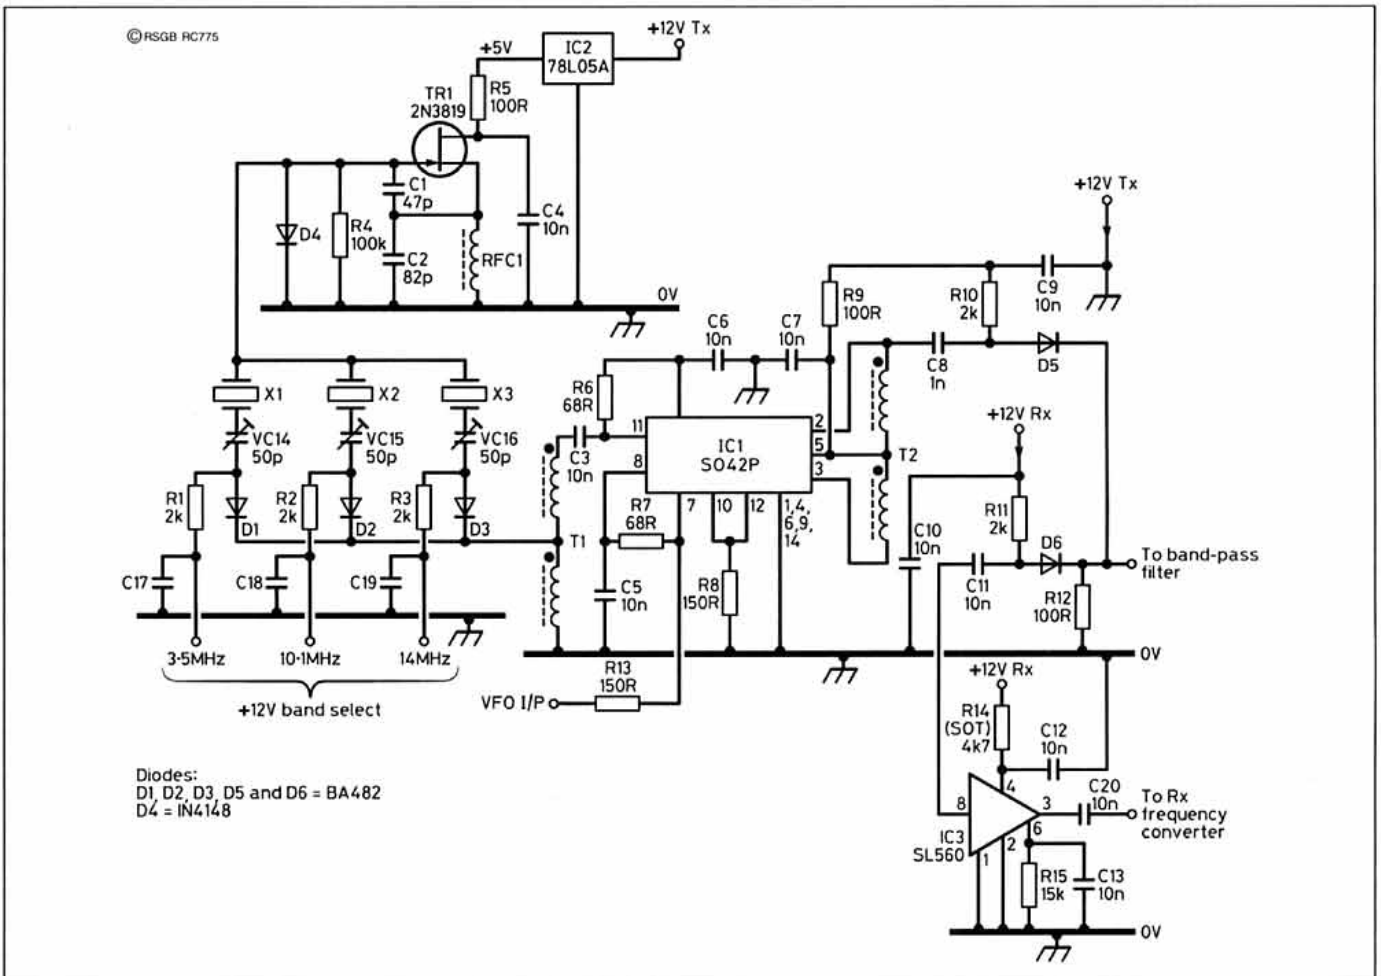 © RSGB RC775
+12V Tx
+5V
IC2
78L05A
R5
100R
TR1
2N3819
C1
47p
C4
10n
D4
R4
100k
C2
82p
RFC1
0V
+12V Tx
R9
100R
R10
2k
C9
10n
C6
10n
C7
10n
C8
1n
D5
X1
X2
X3
R6
68R
+12V Rx
VC14
50p
VC15
50p
VC16
50p
C3
10n
11
8
IC1
SO42P
2
5
3
T2
7
10
12
1,4,
6,9,
14
R1
2k
R2
2k
R3
2k
D1
D2
D3
T1
R7
68R
R11
2k
C10
10n
D6
C11
10n
To band-pass
filter
C17
C18
C19
C5
10n
R8
150R
R12
100R
3·5MHz
10·1MHz
14MHz
+12V band select
0V
R13
150R
VFO I/P
+12V Rx
R14
(SOT)
4k7
C12
10n
Diodes:
D1, D2, D3, D5 and D6 = BA482
D4 = IN4148
8
4
3
6
2
1
IC3
SL560
C20
10n
To Rx
frequency
converter
R15
15k
C13
10n
0V